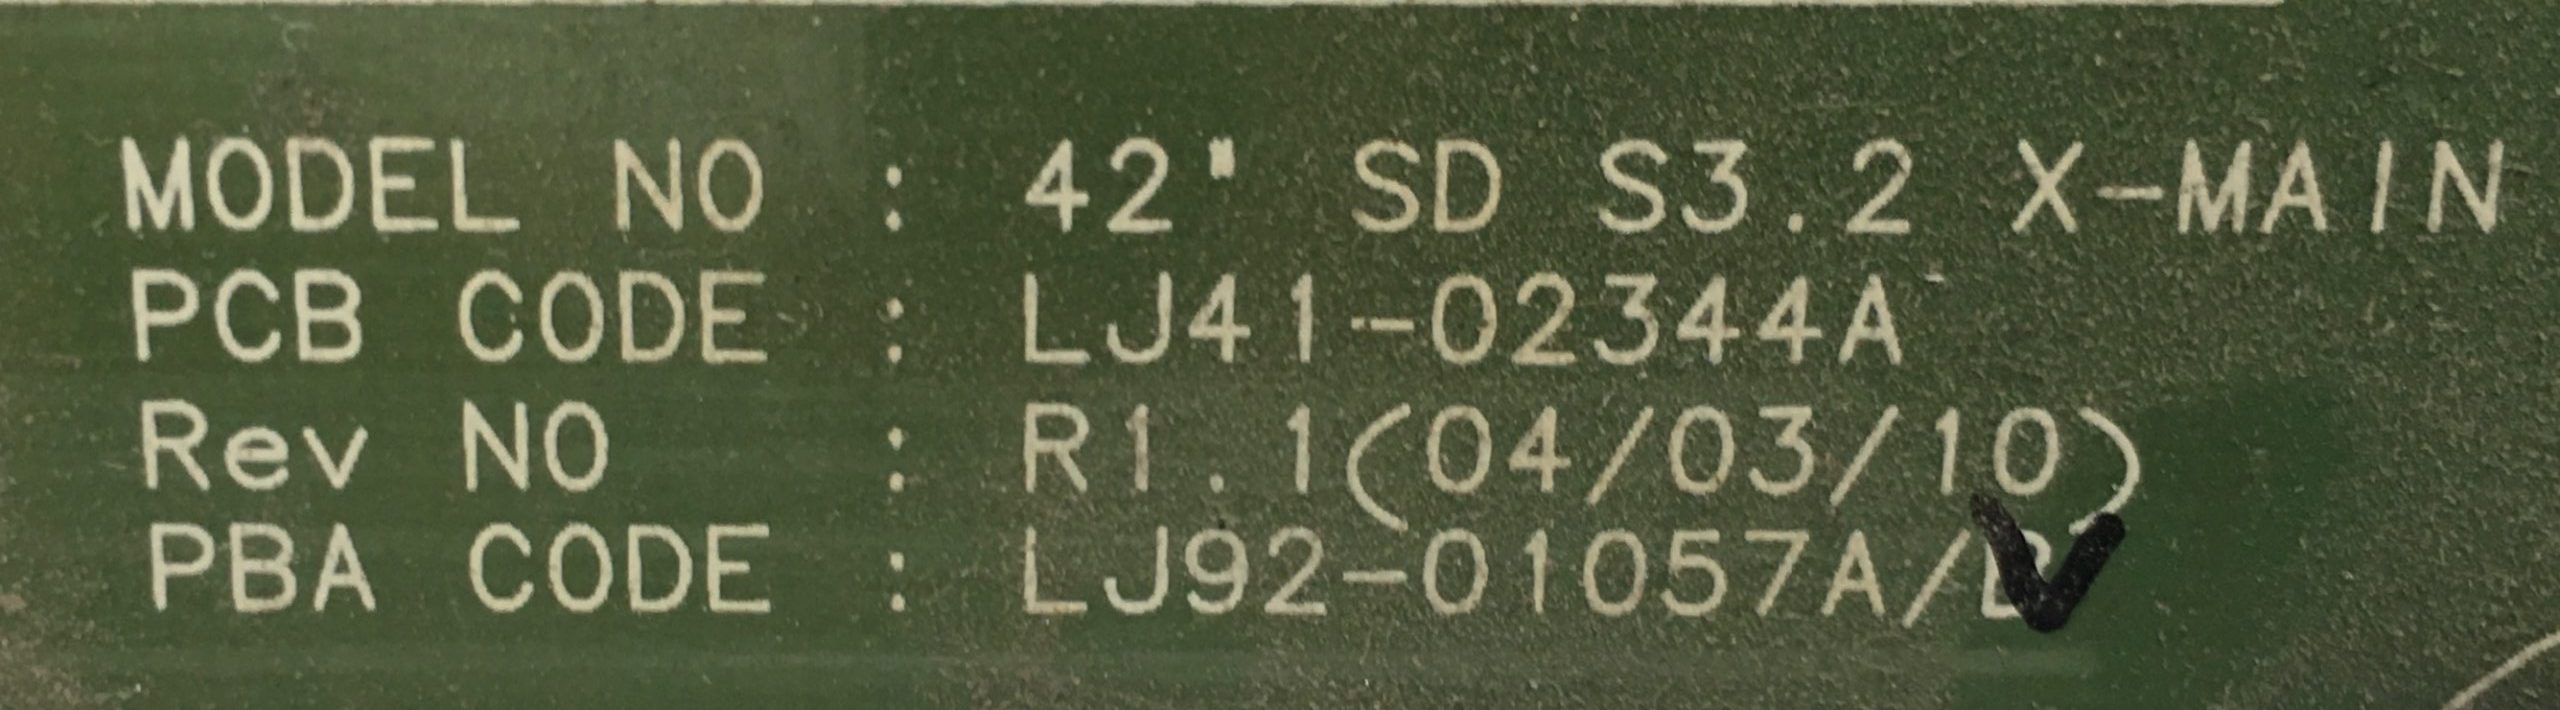 MODEL NO : 42" SD S3.2 X-MAIN
PCB CODE : LJ41-02344A
Rev NO : R1.1(04/03/10)
PBA CODE : LJ92-01057A/B